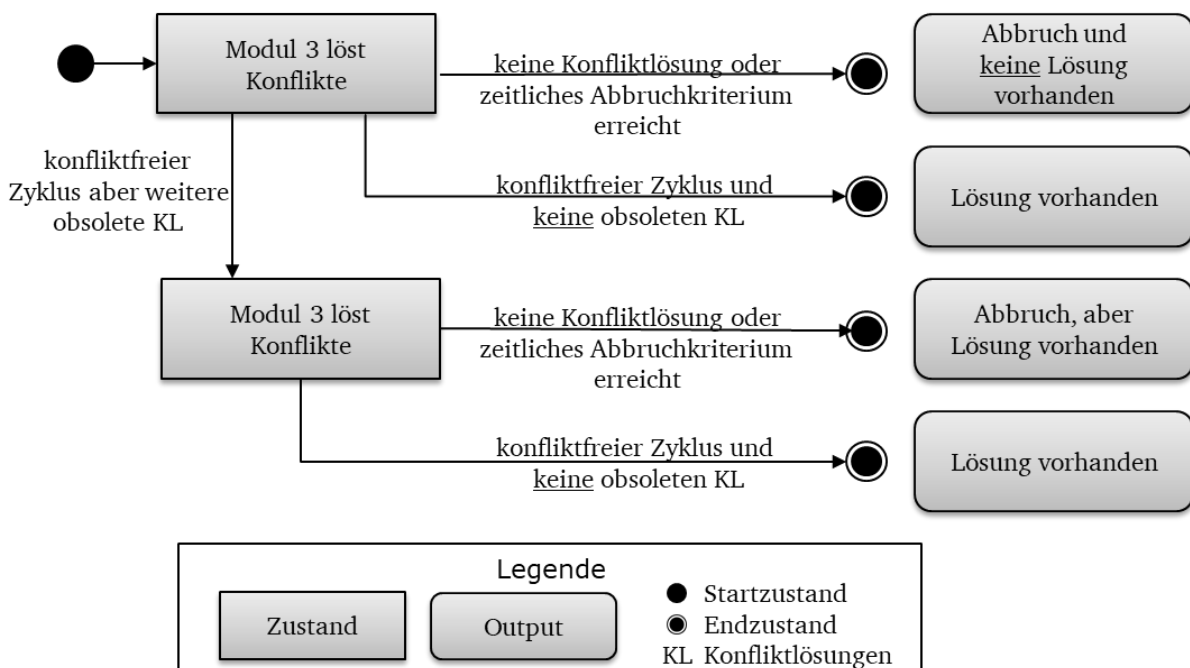 Modul 3 löst
Konflikte
keine Konfliktlösung oder
zeitliches Abbruchkriterium
erreicht
Abbruch und
keine Lösung
vorhanden
konfliktfreier
Zyklus aber weitere
obsolete KL
konfliktfreier Zyklus und
keine obsoleten KL
Lösung vorhanden
Modul 3 löst
Konflikte
keine Konfliktlösung oder
zeitliches Abbruchkriterium
erreicht
Abbruch, aber
Lösung vorhanden
konfliktfreier Zyklus und
keine obsoleten KL
Lösung vorhanden
Legende
Zustand
Output
Startzustand
Endzustand
KL Konfliktlösungen